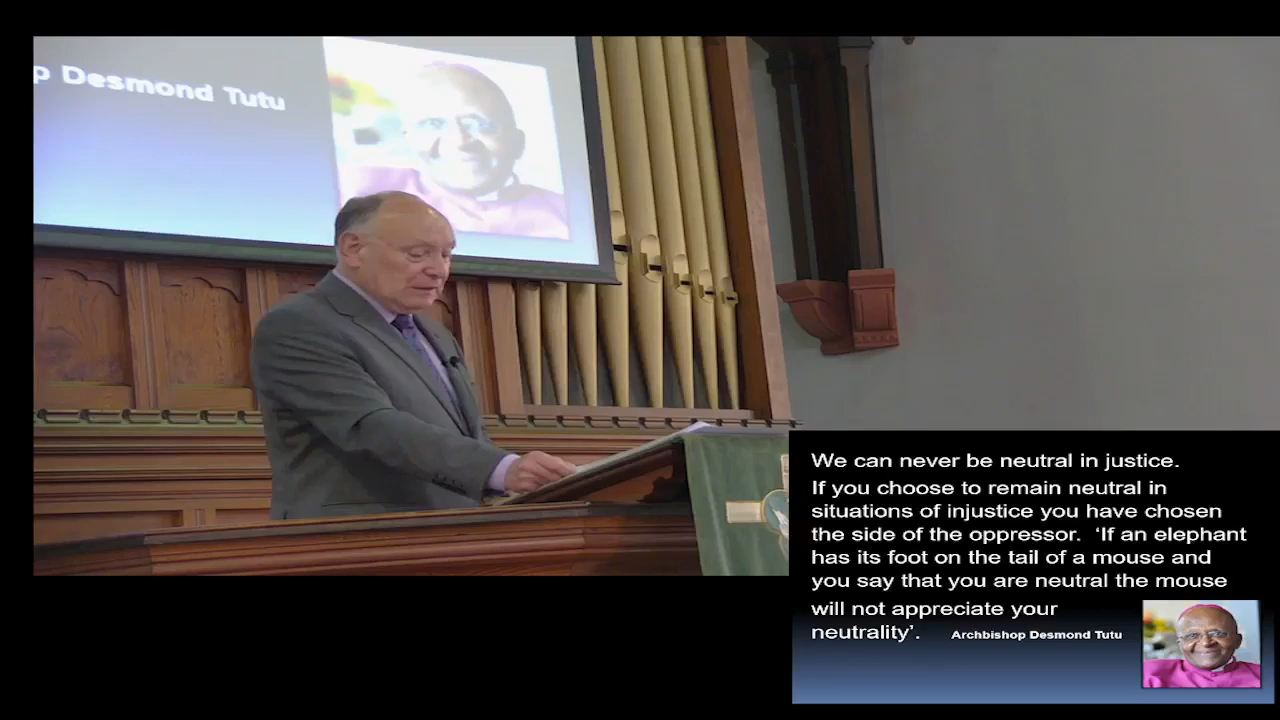 p Desmond Tutu
We can never be neutral in justice.
If you choose to remain neutral in
situations of injustice you have chosen
the side of the oppressor. ‘If an elephant
has its foot on the tail of a mouse and
you say that you are neutral the mouse
will not appreciate your
neutrality’. Archbishop Desmond Tutu